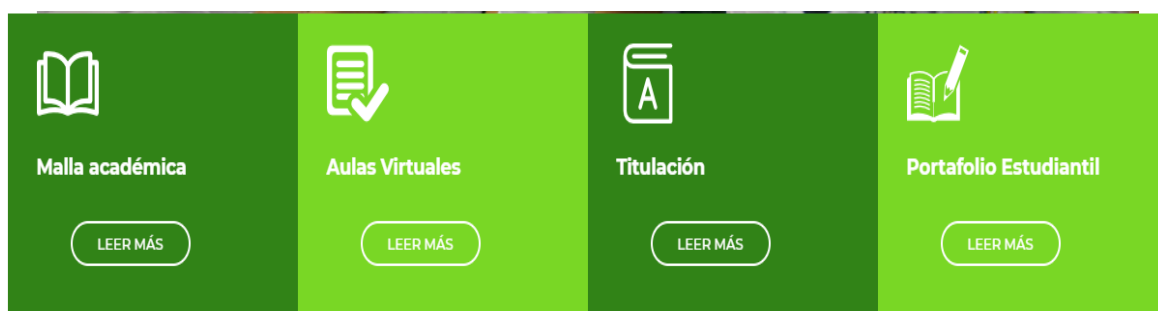 A
Malla académica
Aulas Virtuales
Titulación
Portafolio Estudiantil
LEER MÁS
LEER MÁS
LEER MÁS
LEER MÁS